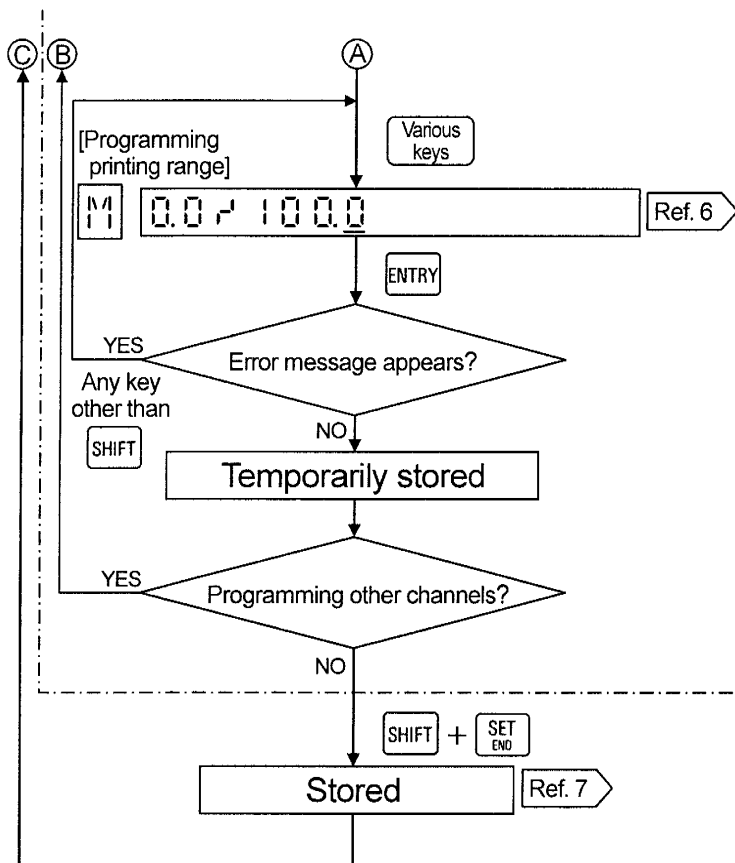 C B A
Various
keys
[Programming
printing range]
M 0.0 ~ 100.0
Ref. 6
ENTRY
YES
Error message appears?
Any key
other than
SHIFT
NO
Temporarily stored
YES
Programming other channels?
NO
SHIFT + SET
END
Stored
Ref. 7